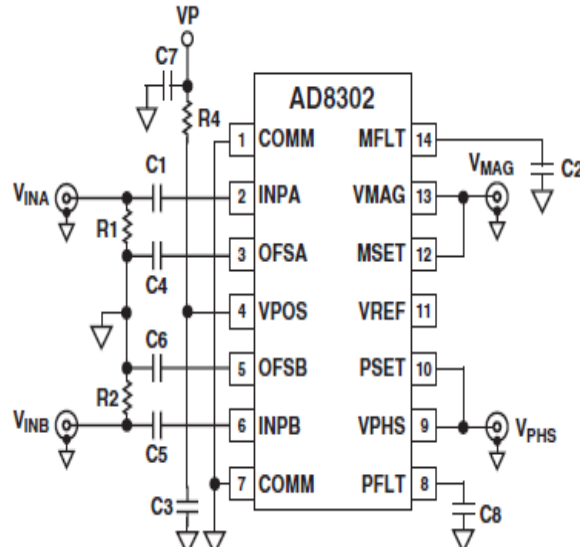 VP
C7
R4
AD8302
1 COMM
MFLT 14
C2
C1
VINA
2 INPA
VMAG 13
VMAG
R1
3 OFSA
MSET 12
C4
4 VPOS
VREF 11
C6
5 OFSB
PSET 10
R2
VINB
6 INPB
VPHS 9
VPHS
C5
7 COMM
PFLT 8
C3
C8